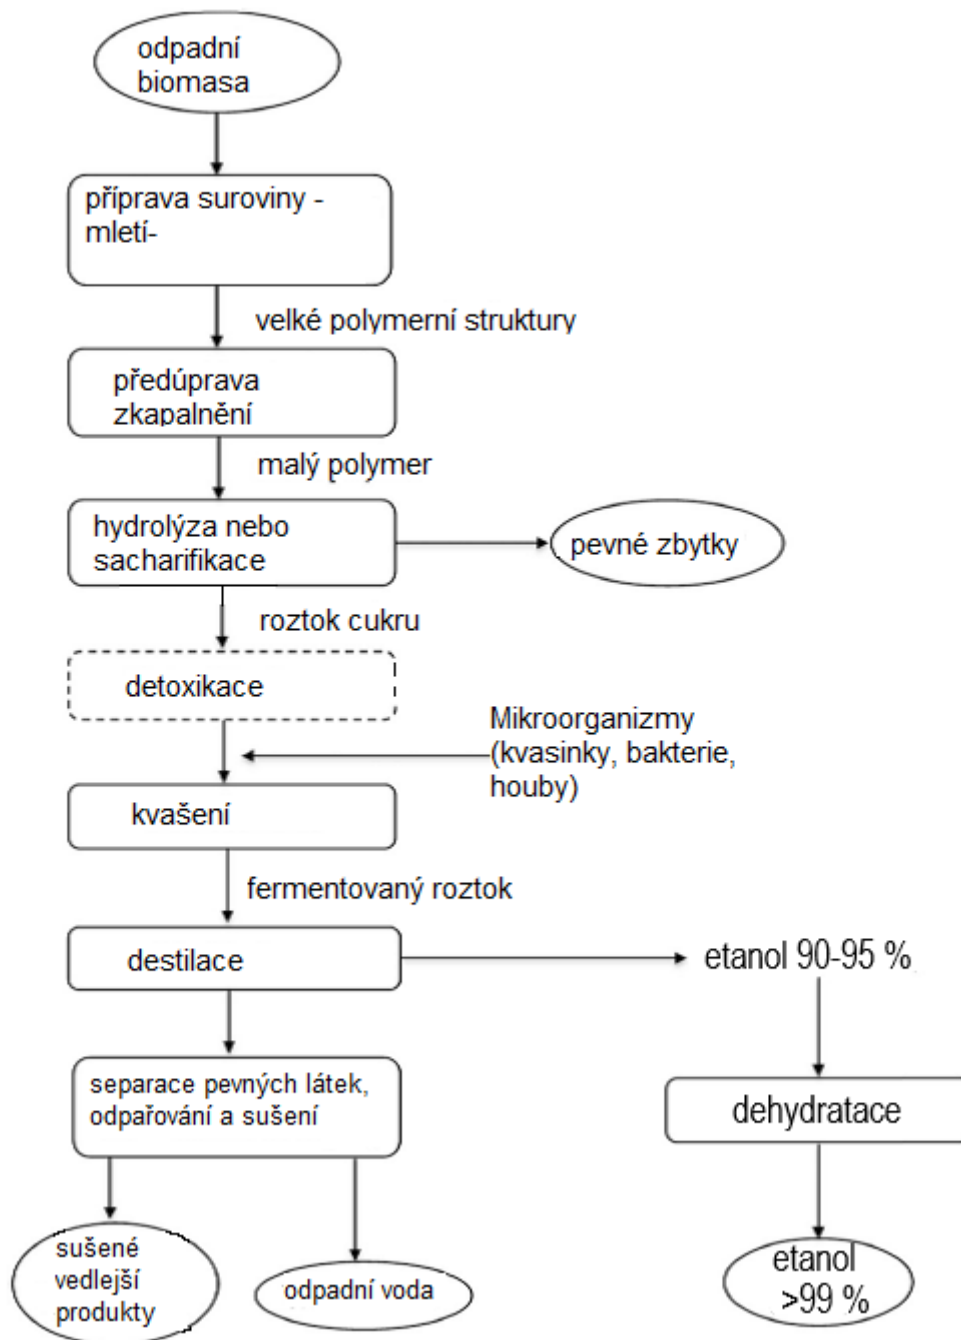 odpadní
biomasa
příprava suroviny -
mletí-
velké polymerní struktury
předúprava
zkapalnění
malý polymer
hydrolýza nebo
sacharifikace
pevné zbytky
roztok cukru
detoxikace
Mikroorganizmy
(kvasinky, bakterie,
houby)
kvašení
fermentovaný roztok
destilace
etanol 90-95 %
separace pevných látek,
odpařování a sušení
dehydratace
sušené
vedlejší
produkty
odpadní voda
etanol
>99 %